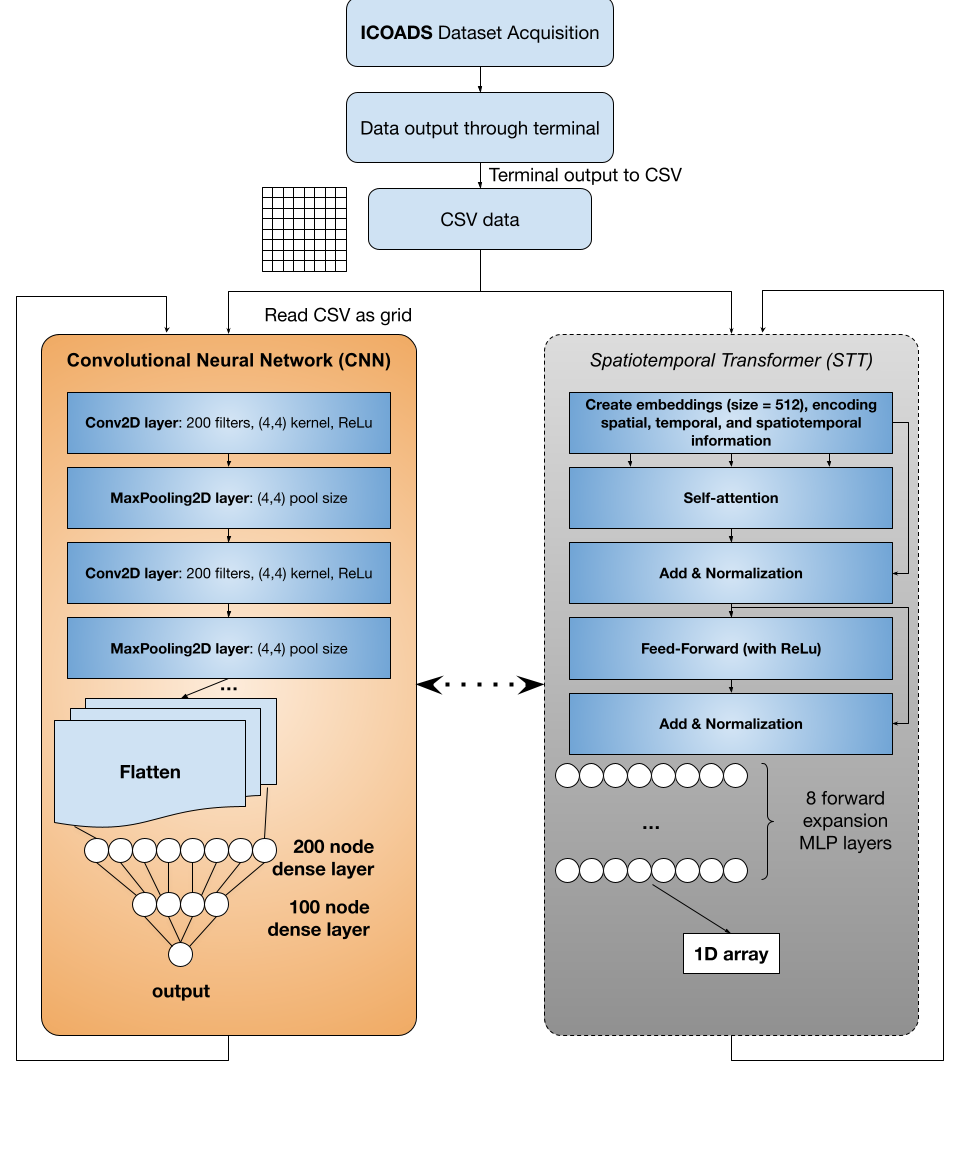 ICOADS Dataset Acquisition
Data output through terminal
Terminal output to CSV
CSV data
Read CSV as grid
Convolutional Neural Network (CNN)
Conv2D layer: 200 filters, (4,4) kernel, ReLu
MaxPooling2D layer: (4,4) pool size
Conv2D layer: 200 filters, (4,4) kernel, ReLu
MaxPooling2D layer: (4,4) pool size
...
Flatten
200 node
dense layer
100 node
dense layer
output
Spatiotemporal Transformer (STT)
Create embeddings (size = 512), encoding
spatial, temporal, and spatiotemporal
information
Self-attention
Add & Normalization
Feed-Forward (with ReLu)
Add & Normalization
...
8 forward
expansion
MLP layers
1D array